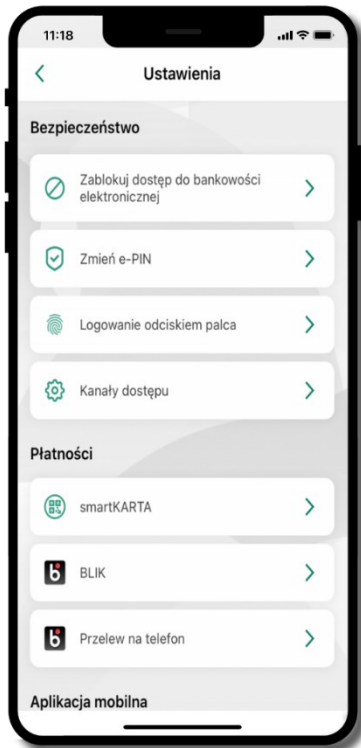 11:18
Ustawienia
Bezpieczeństwo
Zablokuj dostęp do bankowości
elektronicznej
Zmień e-PIN
Logowanie odciskiem palca
Kanały dostępu
Płatności
smartKARTA
BLIK
Przelew na telefon
Aplikacja mobilna